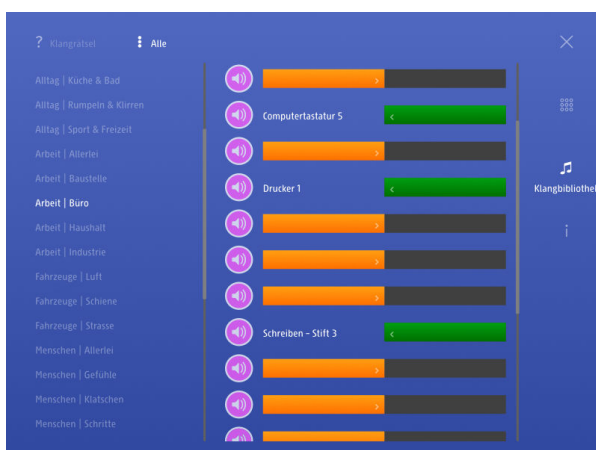 ? Klangrätsel
Alle
Alltag | Küche & Bad
Alltag | Rumpeln & Klirren
Alltag | Sport & Freizeit
Arbeit | Allerlei
Arbeit | Baustelle
Arbeit | Büro
Arbeit | Haushalt
Arbeit | Industrie
Fahrzeuge | Luft
Fahrzeuge | Schiene
Fahrzeuge | Strasse
Menschen | Allerlei
Menschen | Gefühle
Menschen | Klatschen
Menschen | Schritte
Computertastatur 5
Drucker 1
Schreiben – Stift 3
Klangbibliothe
i